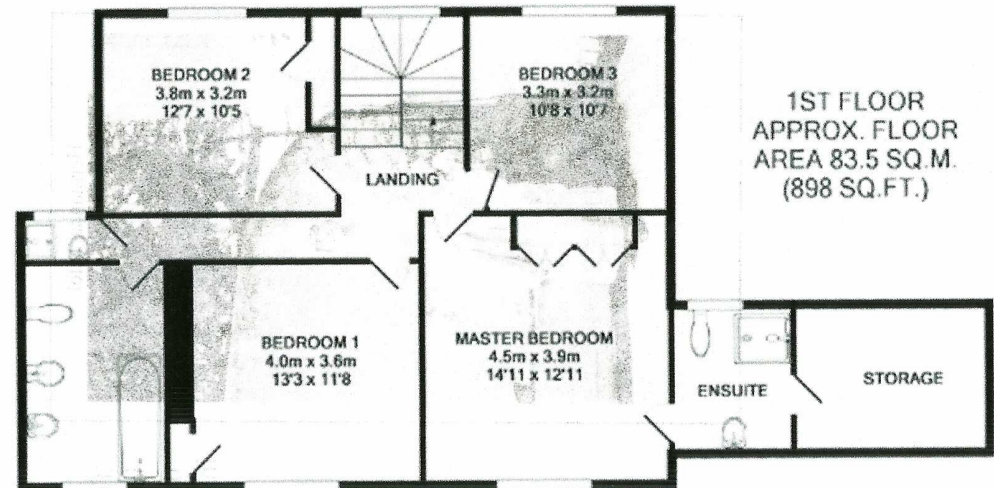 BEDROOM 2
3.8m x 3.2m
12'7 x 10'5
BEDROOM 3
3.3m x 3.2m
10'8 x 10'7
1ST FLOOR
APPROX. FLOOR
AREA 83.5 SQ.M.
(898 SQ.FT.)
LANDING
BEDROOM 1
4.0m x 3.6m
13'3 x 11'8
MASTER BEDROOM
4.5m x 3.9m
14'11 x 12'11
ENSUITE
STORAGE